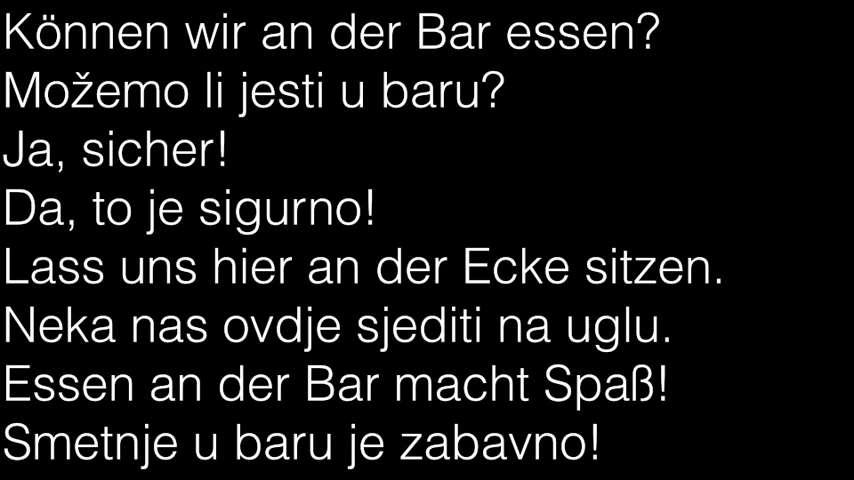 Können wir an der Bar essen?
Možemo li jesti u baru?
Ja, sicher!
Da, to je sigurno!
Lass uns hier an der Ecke sitzen.
Neka nas ovdje sjediti na uglu.
Essen an der Bar macht Spaß!
Smetnje u baru je zabavno!